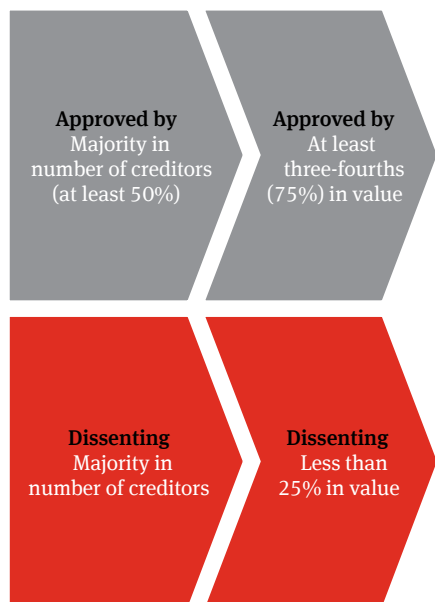 Approved by
Majority in
number of creditors
(at least 50%)
Approved by
At least
three-fourths
(75%) in value
Dissenting
Majority in
number of creditors
Dissenting
Less than
25% in value